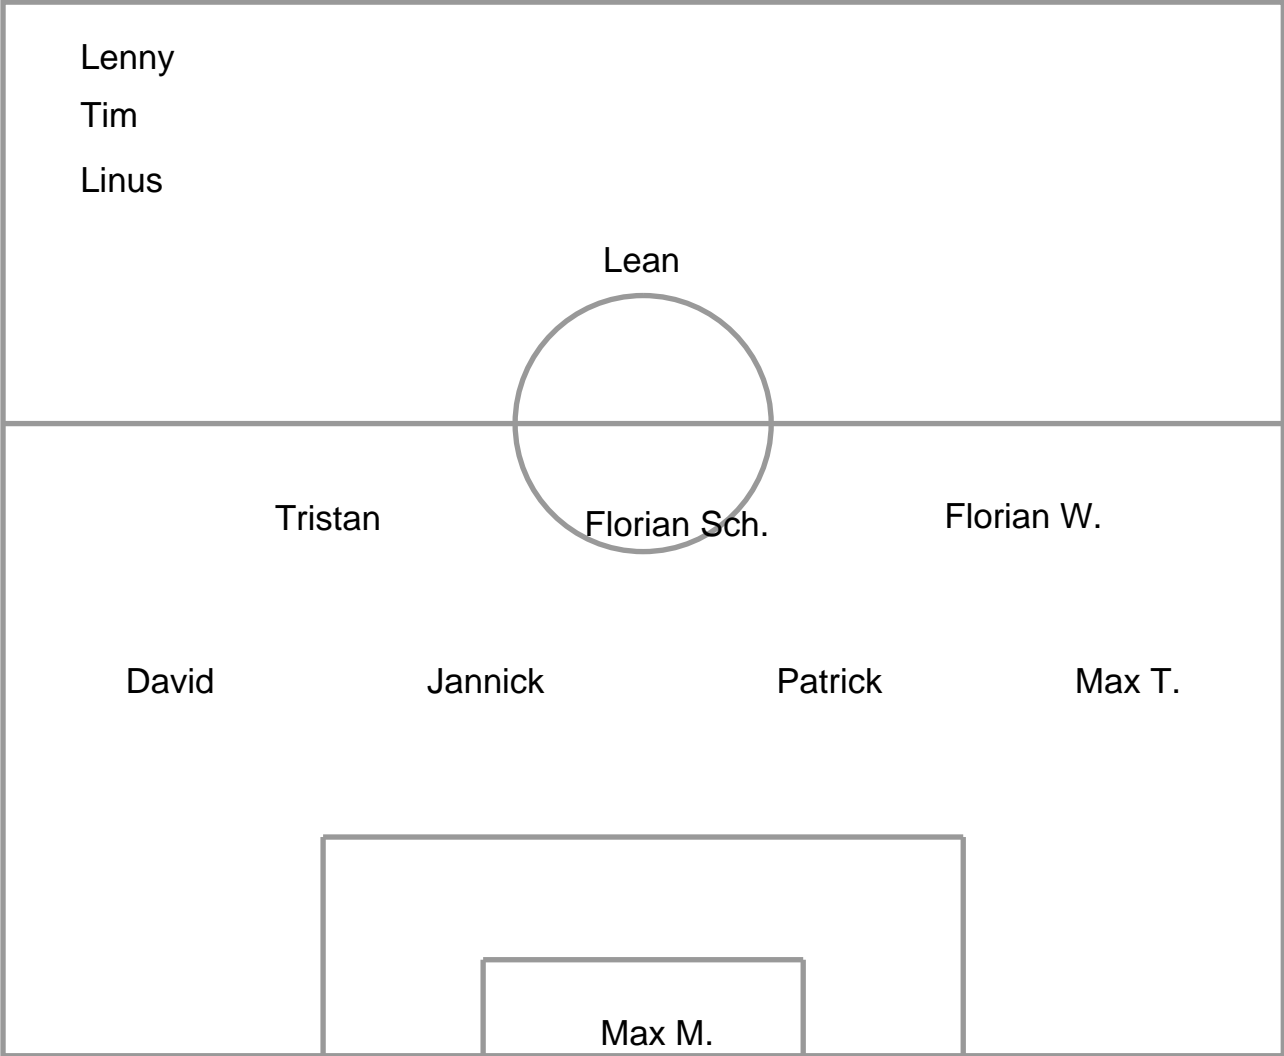 Lenny
Tim
Linus
Lean
Tristan Florian Sch. Florian W.
David Jannick Patrick Max T.
Max M.